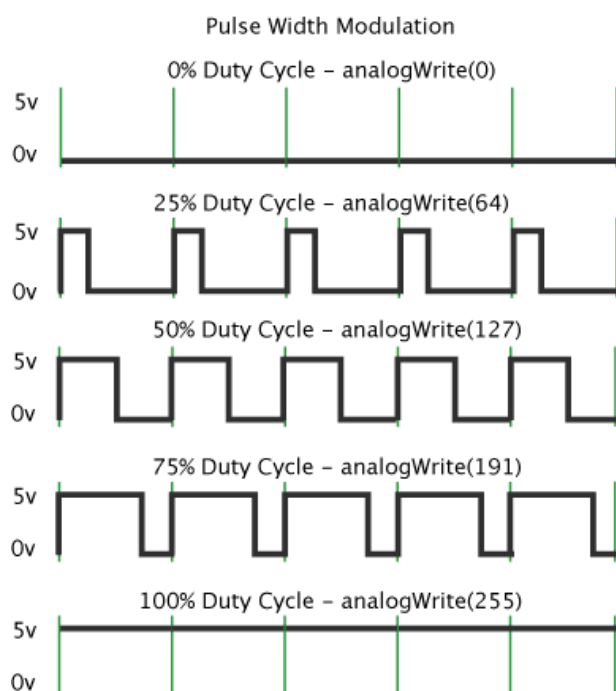 Pulse Width Modulation
0% Duty Cycle – analogWrite(0)
5v
0v
25% Duty Cycle – analogWrite(64)
5v
0v
50% Duty Cycle – analogWrite(127)
5v
0v
75% Duty Cycle – analogWrite(191)
5v
0v
100% Duty Cycle – analogWrite(255)
5v
0v